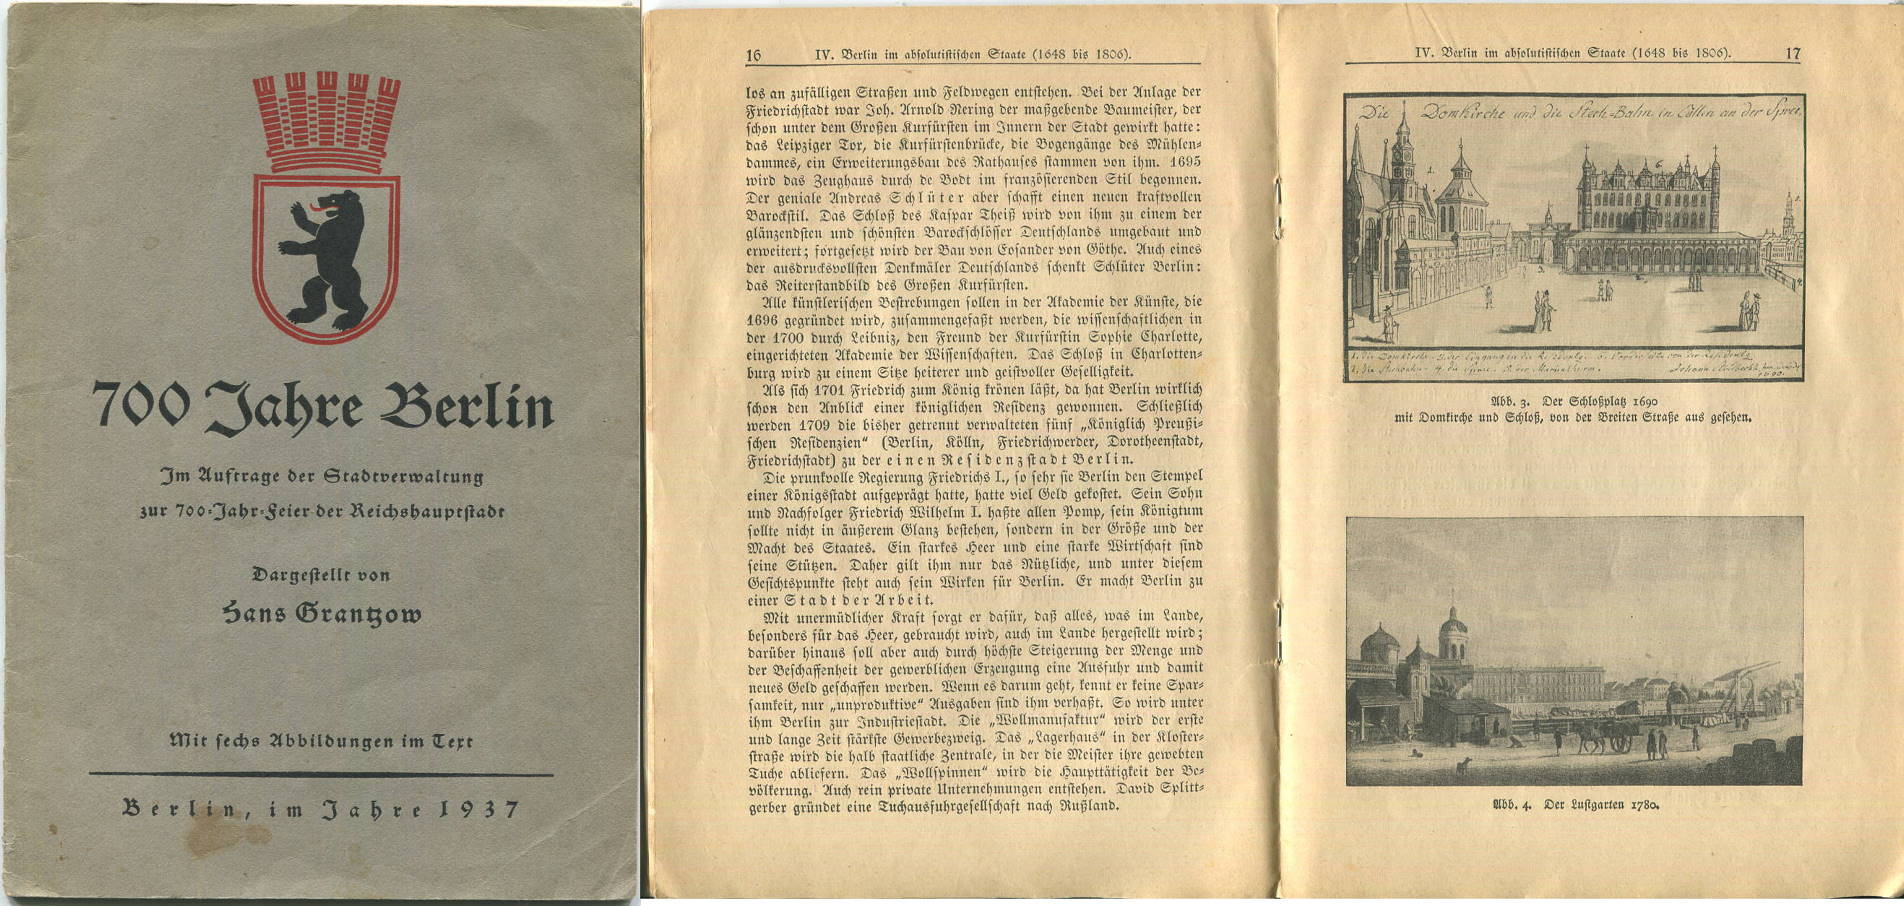 700 Jahre Berlin
Im Auftrage der Stadtverwaltung
zur 700-Jahr-Feier der Reichshauptstadt
Dargestellt von
Hans Grantzow
Mit sechs Abbildungen im Text
Berlin, im Jahre 1937
16 IV. Berlin im absolutistischen Staate (1648 bis 1806).
los an zufälligen Straßen und Feldwegen entstehen. Bei der Anlage der
Friedrichstadt war Joh. Arnold Nering der maßgebende Baumeister, der
schon unter dem Großen Kurfürsten im Innern der Stadt gewirkt hatte:
das Leipziger Tor, die Kurfürstenbrücke, die Bogengänge des Mühlen-
dammes, ein Erweiterungsbau des Rathauses stammen von ihm. 1695
wird das Zeughaus durch de Bodt im französierenden Stil begonnen.
Der geniale Andreas Schlüter aber schafft einen neuen kraftvollen
Barockstil. Das Schloß des Kaspar Theiß wird von ihm zu einem der
glänzendsten und schönsten Barockschlösser Deutschlands umgebaut und
erweitert; fortgesetzt wird der Bau von Eosander von Göthe. Auch eines
der ausdrucksvollsten Denkmäler Deutschlands schenkt Schlüter Berlin:
das Reiterstandbild des Großen Kurfürsten.
Alle künstlerischen Bestrebungen sollen in der Akademie der Künste, die
1696 gegründet wird, zusammengefaßt werden, die wissenschaftlichen in
der 1700 durch Leibniz, den Freund der Kurfürstin Sophie Charlotte,
eingerichteten Akademie der Wissenschaften. Das Schloß in Charlotten-
burg wird zu einem Sitze heiterer und geistvoller Geselligkeit.
Als sich 1701 Friedrich zum König krönen läßt, da hat Berlin wirklich
schon den Anblick einer königlichen Residenz gewonnen. Schließlich
werden 1709 die bisher getrennt verwalteten fünf „Königlich Preußi-
schen Residenzien“ (Berlin, Kölln, Friedrichwerder, Dorotheenstadt,
Friedrichstadt) zu der einen Residenzstadt Berlin.
Die prunkvolle Regierung Friedrichs I., so sehr sie Berlin den Stempel
einer Königsstadt aufgeprägt hatte, hatte viel Geld gekostet. Sein Sohn
und Nachfolger Friedrich Wilhelm I. haßte allen Pomp, sein Königtum
sollte nicht in äußerem Glanz bestehen, sondern in der Größe und der
Macht des Staates. Ein starkes Heer und eine starke Wirtschaft sind
seine Stützen. Daher gilt ihm nur das Nützliche, und unter diesem
Gesichtspunkte steht auch sein Wirken für Berlin. Er macht Berlin zu
einer Stadt der Arbeit.
Mit unermüdlicher Kraft sorgt er dafür, daß alles, was im Lande,
besonders für das Heer, gebraucht wird, auch im Lande hergestellt wird;
darüber hinaus soll aber auch durch höchste Steigerung der Menge und
der Beschaffenheit der gewerblichen Erzeugung eine Ausfuhr und damit
neues Geld geschaffen werden. Wenn es darum geht, kennt er keine Spar-
samkeit, nur „unproduktive“ Ausgaben sind ihm verhaßt. So wird unter
ihm Berlin zur Industriestadt. Die „Wollmanufaktur“ wird der erste
und lange Zeit stärkste Gewerbezweig. Das „Lagerhaus“ in der Kloster-
straße wird die halb staatliche Zentrale, in der die Meister ihre gewebten
Tuche abliefern. Das „Wollspinnen“ wird die Haupttätigkeit der Be-
völkerung. Auch rein private Unternehmungen entstehen. David Splitt-
gerber gründet eine Tuchausfuhrgesellschaft nach Rußland.
IV. Berlin im absolutistischen Staate (1648 bis 1806). 17
Die Domkirche und die Stech-Bahn in Cöllen an der Spree.
Abb. 3. Der Schloßplatz 1690
mit Domkirche und Schloß, von der Breiten Straße aus gesehen.
Abb. 4. Der Lustgarten 1780.